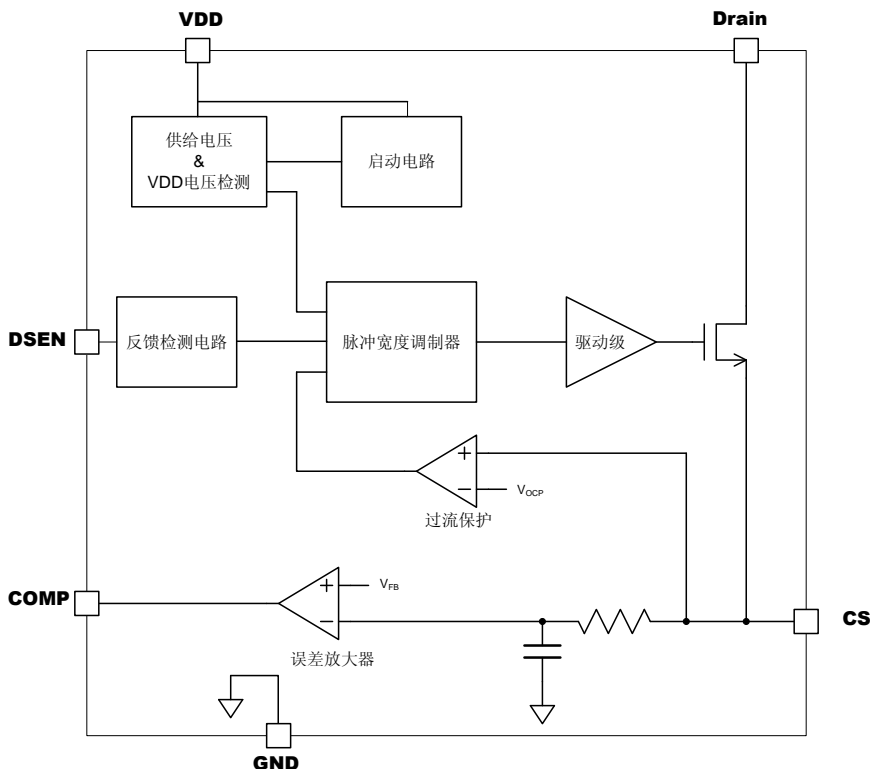 VDD
Drain
供给电压
&
VDD电压检测
启动电路
DSEN
反馈检测电路
脉冲宽度调制器
驱动级
+
−
VOCP
过流保护
COMP
+
−
VFB
误差放大器
CS
GND